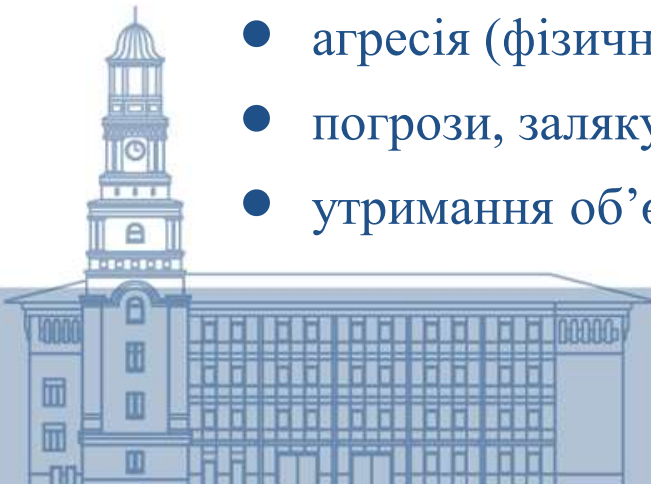 ● агресія (фізичн
● погрози, заляку
● утримання об’є